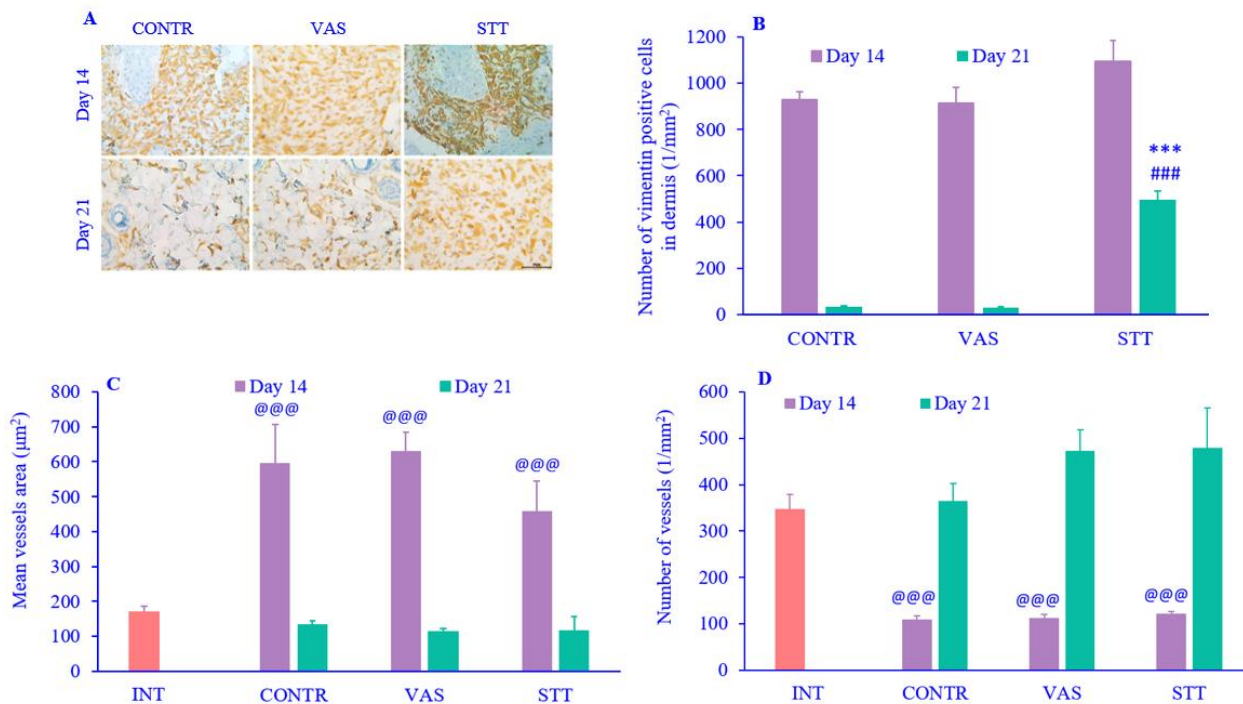 A
CONTR VAS STT
Day 14
Day 21
B
Day 14 Day 21
Number of vimentin positive cells
in dermis (1/mm²)
1200
1000
800
600
400
200
0
***
###
CONTR VAS STT
C
Day 14 Day 21
Mean vessels area (µm²)
800
700
600
500
400
300
200
100
0
@@@ @@@ @@@
INT CONTR VAS STT
D
Day 14 Day 21
Number of vessels (1/mm²)
600
500
400
300
200
100
0
@@@ @@@ @@@
INT CONTR VAS STT